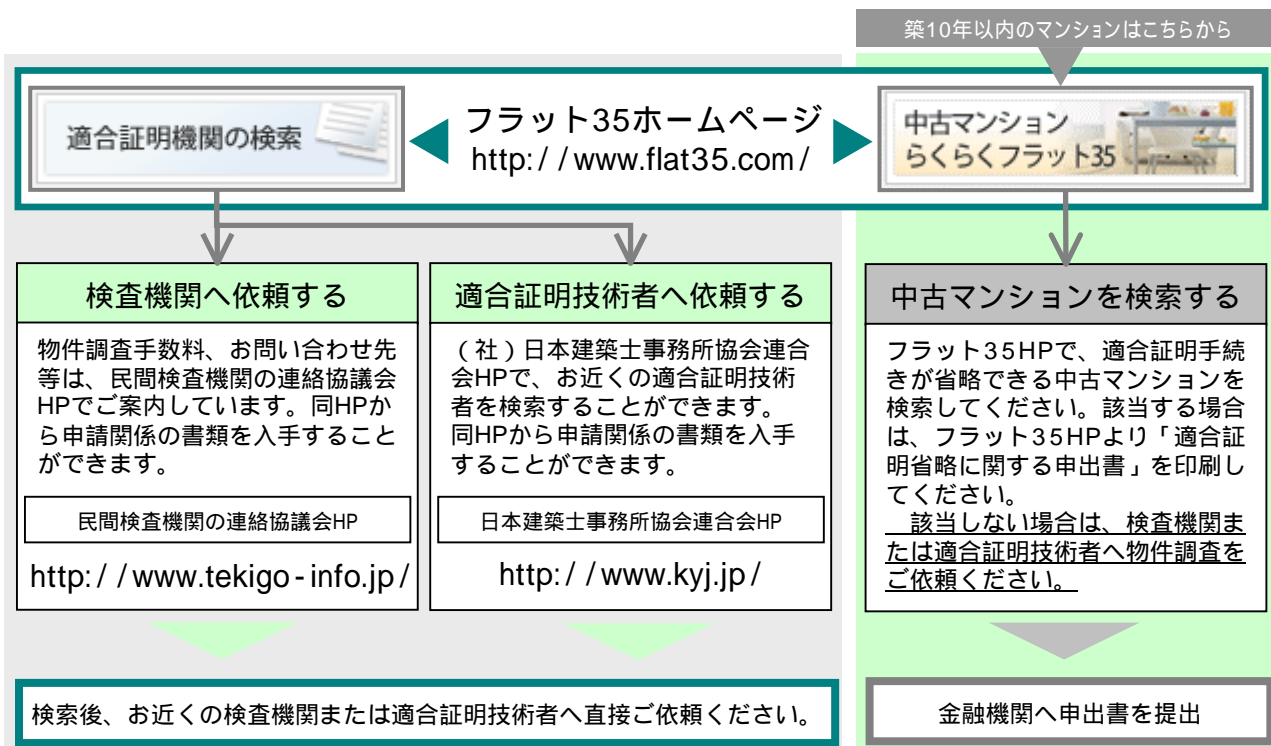 築10年以内のマンションはこちらから
適合証明機関の検索
フラット35ホームページ
http://www.flat35.com/
中古マンション
らくらくフラット35
検査機関へ依頼する
物件調査手数料、お問い合わせ先
等は、民間検査機関の連絡協議会
HPでご案内しています。同HPか
ら申請関係の書類を入手すること
ができます。
民間検査機関の連絡協議会HP
http://www.tekigo-info.jp/
適合証明技術者へ依頼する
（社）日本建築士事務所協会連合
会HPで、お近くの適合証明技術
者を検索することができます。
同HPから申請関係の書類を入手
することができます。
日本建築士事務所協会連合会HP
http://www.kyj.jp/
中古マンションを検索する
フラット35HPで、適合証明手続
きが省略できる中古マンションを
検索してください。該当する場合
は、フラット35HPより「適合証
明省略に関する申出書」を印刷し
てください。
該当しない場合は、検査機関ま
たは適合証明技術者へ物件調査を
ご依頼ください。
検索後、お近くの検査機関または適合証明技術者へ直接ご依頼ください。
金融機関へ申出書を提出